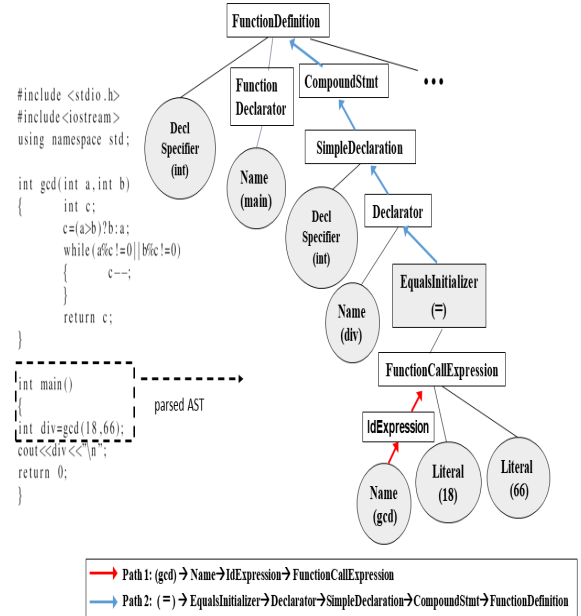 #include <stdio.h>
#include<iostream>
using namespace std;
int gcd(int a,int b)
{ int c;
c=(a>b)?b:a;
while(a%c!=0||b%c!=0)
{ c--;
}
return c;
}
int main()
{
int div=gcd(18,66);
cout<<div<<"\n";
return 0;
}
parsed AST
FunctionDefinition
Function
Declarator
CompoundStmt
•••
Decl
Specifier
(int)
Name
(main)
SimpleDeclaration
Decl
Specifier
(int)
Declarator
Name
(div)
EqualsInitializer
(=)
FunctionCallExpression
IdExpression
Name
(gcd)
Literal
(18)
Literal
(66)
Path 1: (gcd)→Name→IdExpression→FunctionCallExpression
Path 2: (=)→EqualsInitializer→Declarator→SimpleDeclaration→CompoundStmt→FunctionDefinition